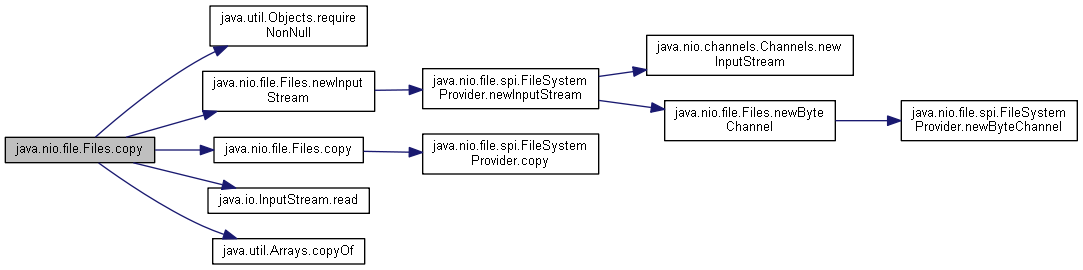 java.nio.file.Files.copy
java.util.Objects.require
NonNull
java.nio.file.Files.newInput
Stream
java.nio.file.Files.copy
java.io.InputStream.read
java.util.Arrays.copyOf
java.nio.file.spi.FileSystem
Provider.newInputStream
java.nio.file.spi.FileSystem
Provider.copy
java.nio.channels.Channels.new
InputStream
java.nio.file.Files.newByte
Channel
java.nio.file.spi.FileSystem
Provider.newByteChannel